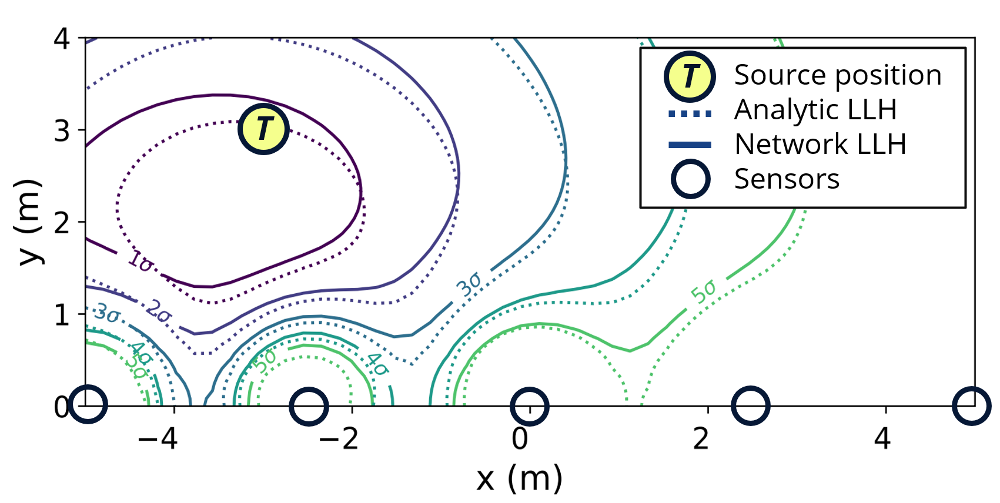 4
3
2
1
0
y (m)
−4
−2
0
2
4
x (m)
T
1σ
2σ
3σ
4σ
5σ
5σ
4σ
3σ
5σ
T Source position
Analytic LLH
Network LLH
Sensors